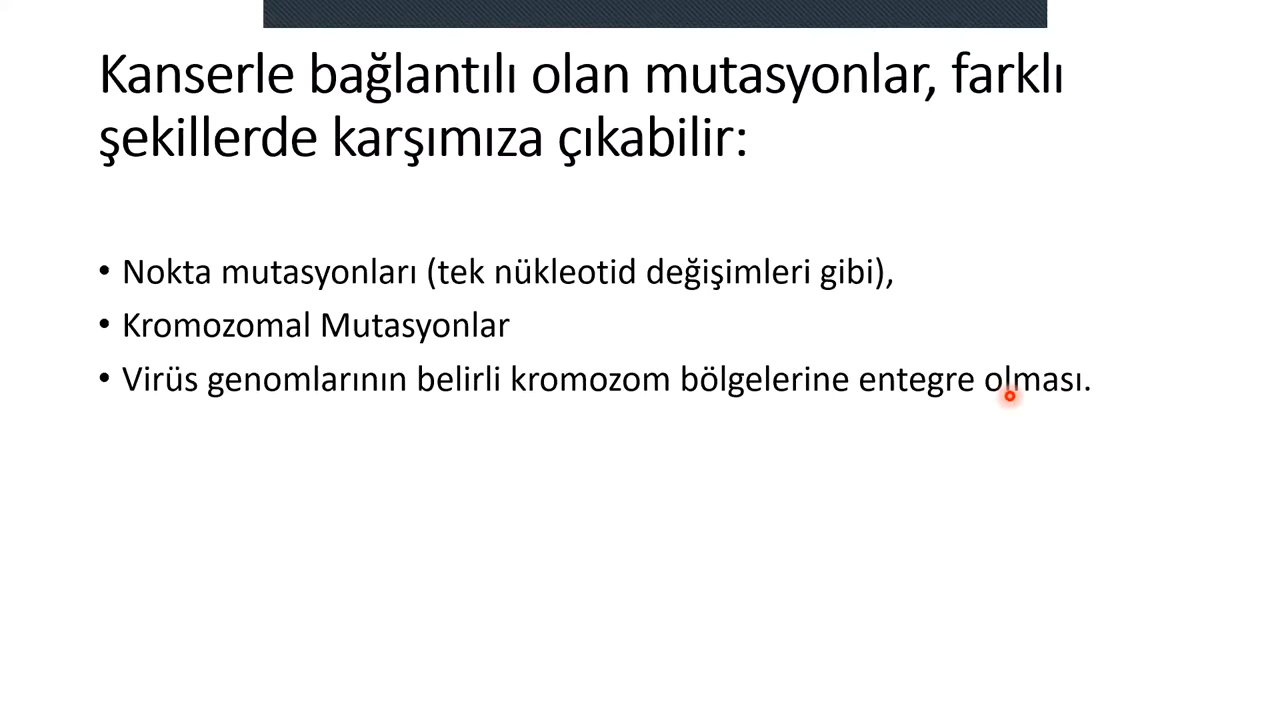 Kanserle bağlantılı olan mutasyonlar, farklı
şekillerde karşımıza çıkabilir:
• Nokta mutasyonları (tek nükleotid değişimleri gibi),
• Kromozomal Mutasyonlar
• Virüs genomlarının belirli kromozom bölgelerine entegre olması.